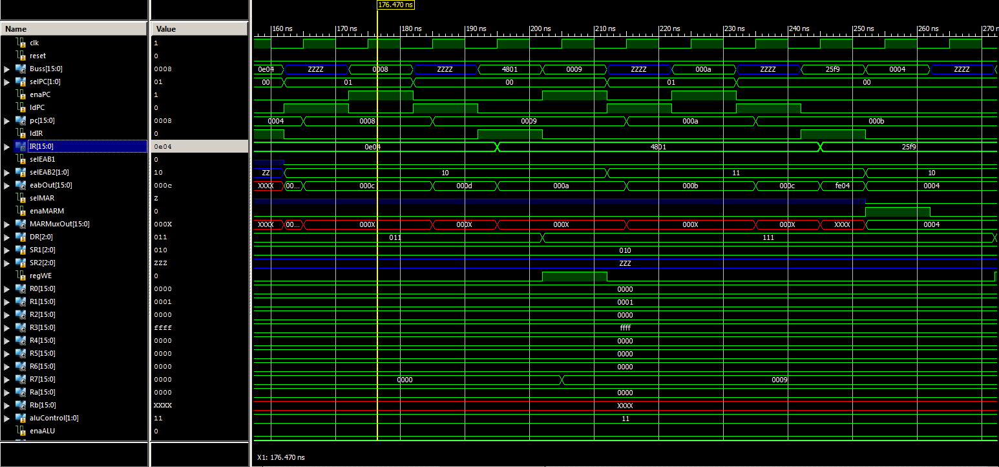 176.470 ns
Name Value 160 ns 170 ns 180 ns 190 ns 200 ns 210 ns 220 ns 230 ns 240 ns 250 ns 260 ns 270 n
clk 1
reset 0
Buss[15:0] 0008 0e04 ZZZZ 0008 ZZZZ 4801 0009 ZZZZ 000a ZZZZ 25f9 0004 ZZZZ
selPC[1:0] 01 00 01 00 01 00
enaPC 1
ldPC 0
pc[15:0] 0008 0004 0008 0009 000a 000b
ldIR 0
IR[15:0] 0e04 0e04 4801 25f9
selEAB1 0
selEAB2[1:0] 10 ZZ 10 11 10
eabOut[15:0] 000c XXXX 00... 000c 000d 000a 000b 000c fe04 0004
selMAR Z
enaMARM 0
MARMuxOut[15:0] 000X XXXX 00... 000X 000X 000X 000X 000X XXXX 0004
DR[2:0] 011 011 111
SR1[2:0] 010 010
SR2[2:0] ZZZ ZZZ
regWE 0
R0[15:0] 0000 0000
R1[15:0] 0001 0001
R2[15:0] 0000 0000
R3[15:0] ffff ffff
R4[15:0] 0000 0000
R5[15:0] 0000 0000
R6[15:0] 0000 0000
R7[15:0] 0000 0000 0009
Ra[15:0] 0000 0000
Rb[15:0] XXXX XXXX
aluControl[1:0] 11 11
enaALU 0
X1: 176.470 ns